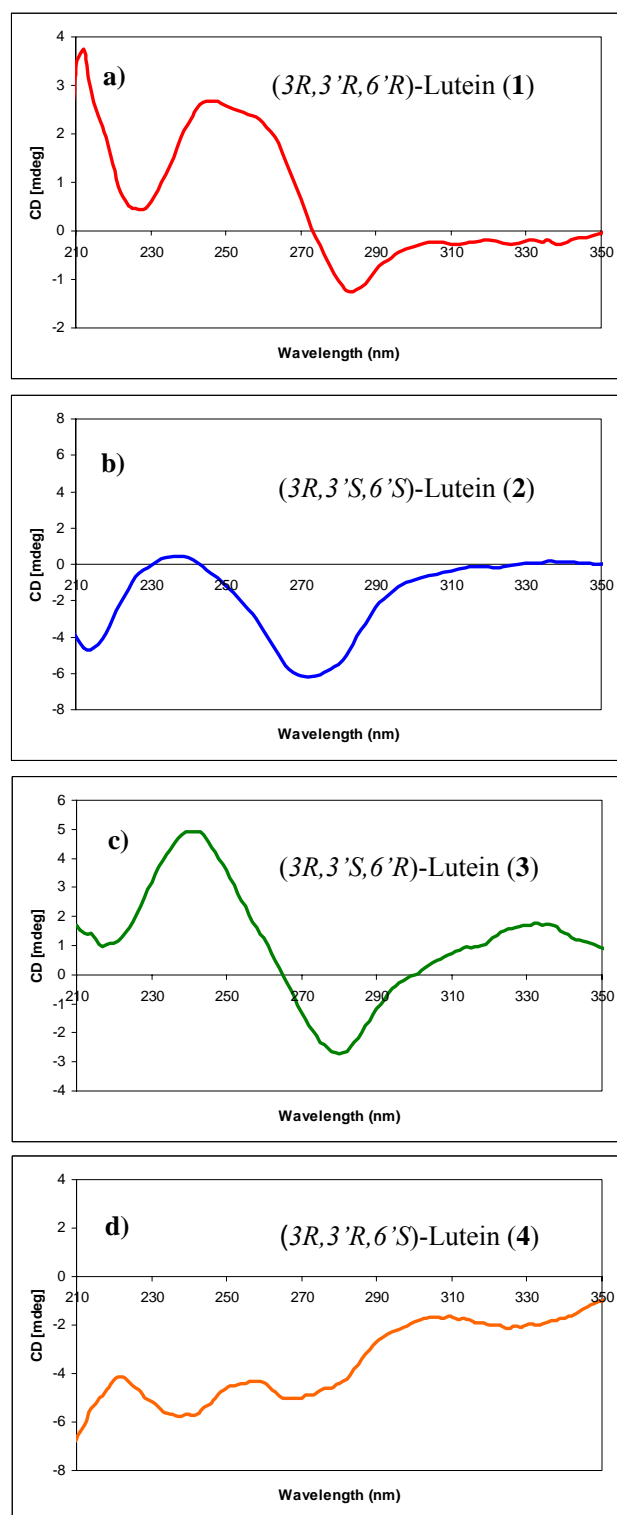 4
3
2
1
0
-1
-2
CD [mdeg]
a)
(3R,3'R,6'R)-Lutein (1)
210 230 250 270 290 310 330 350
Wavelength (nm)
8
6
4
2
0
-2
-4
-6
-8
CD [mdeg]
b)
(3R,3'S,6'S)-Lutein (2)
210 230 250 270 290 310 330 350
Wavelength (nm)
6
5
4
3
2
1
0
-1
-2
-3
-4
CD [mdeg]
c)
(3R,3'S,6'R)-Lutein (3)
210 230 250 270 290 310 330 350
Wavelength (nm)
4
2
0
-2
-4
-6
-8
CD [mdeg]
d)
(3R,3'R,6'S)-Lutein (4)
210 230 250 270 290 310 330 350
Wavelength (nm)